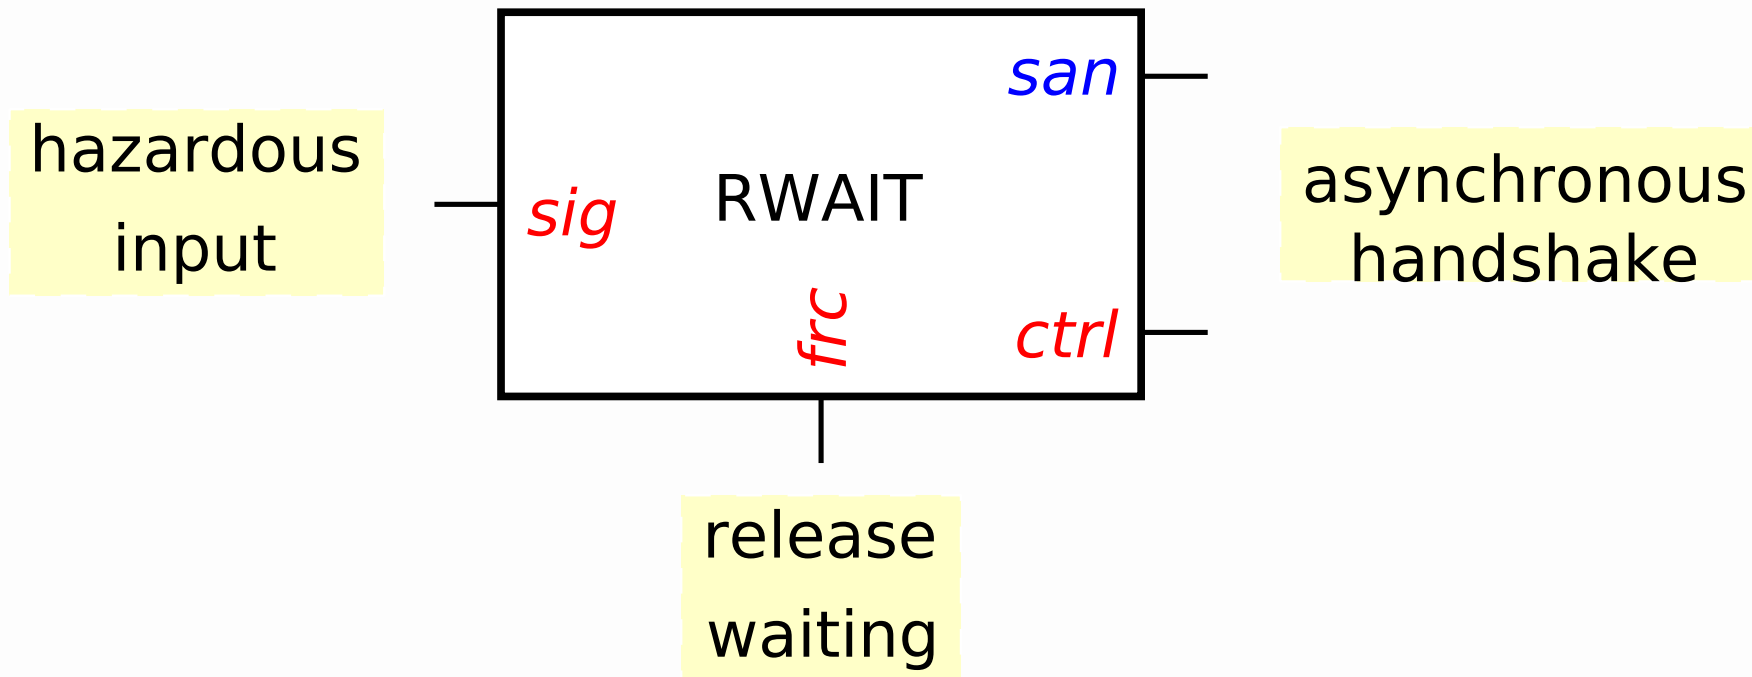 hazardous
input
sig
RWAIT
san
ctrl
frc
asynchronous
handshake
release
waiting